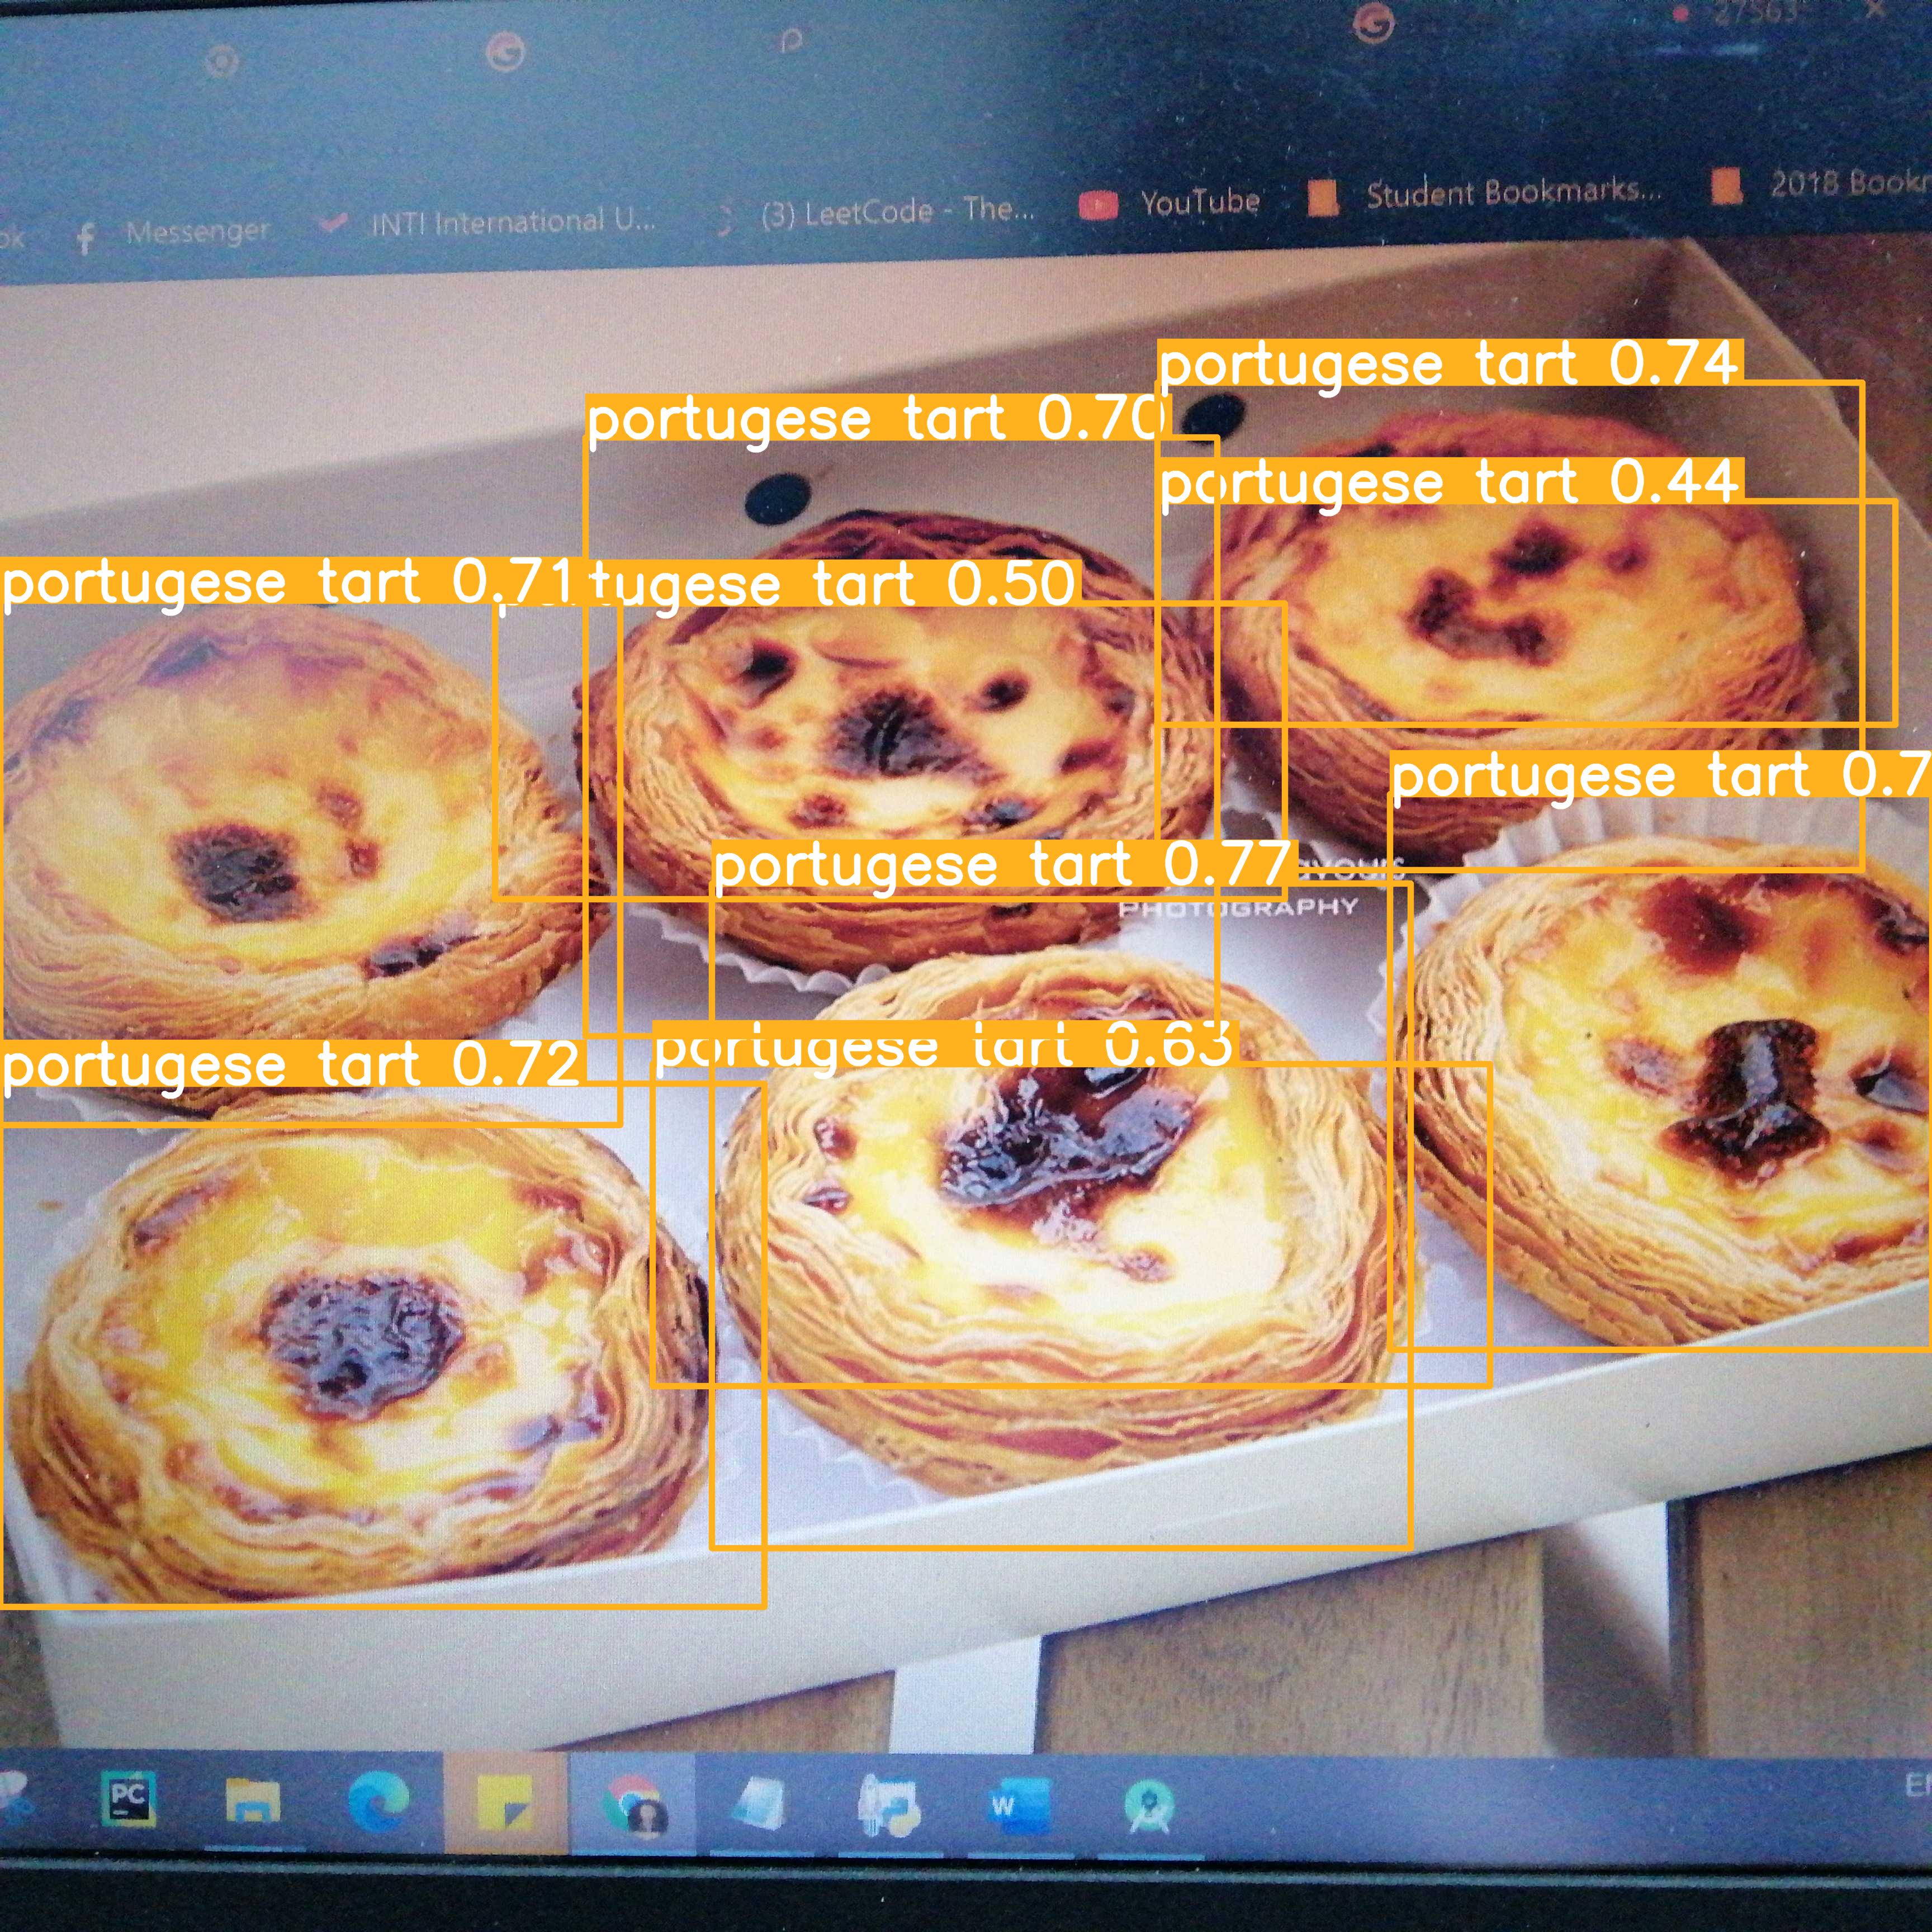 27563
Messenger
INTI International U...
(3) LeetCode - The...
YouTube
Student Bookmarks...
2018
portugese tart 0.74
portugese tart 0.70
portugese tart 0.44
portugese tart 0.71
tugese tart 0.50
portugese tart 0.7
portugese tart 0.77
PHOTOGRAPHY
portugese tart 0.63
portugese tart 0.72
PC
W